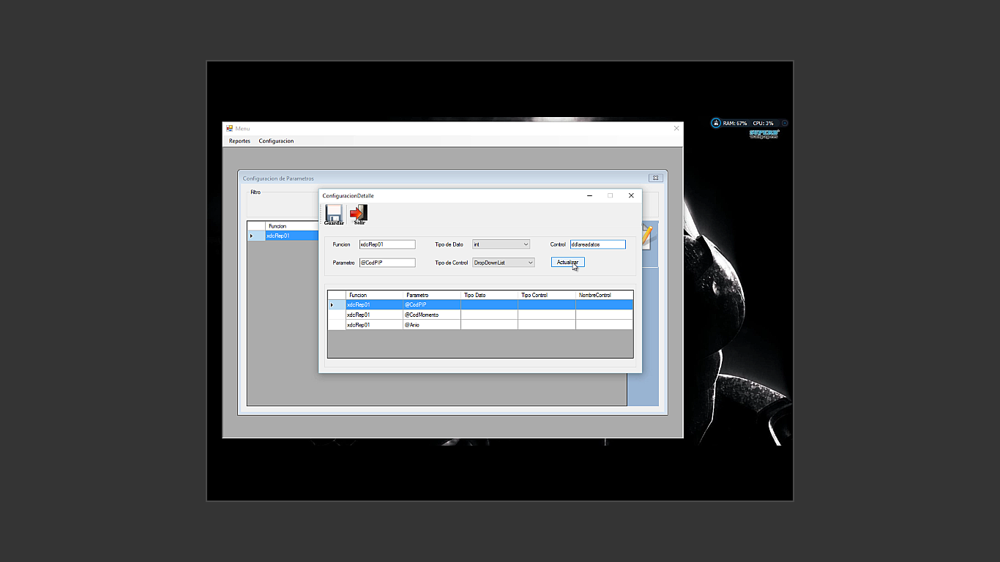 RAM: 67% CPU: 3%
SUPERB
wallpapers
Menu
Reportes Configuracion
Configuracion de Parametros
Filtro
Funcion
xdcRep01
ConfiguracionDetalle
Guardar Salir
Funcion xdcRep01 Tipo de Dato int Control ddlareadatos
Parametro @CodPIP Tipo de Control DropDownList Actualizar
Funcion Parametro Tipo Dato Tipo Control NombreControl
xdcRep01 @CodPIP
xdcRep01 @CodMomento
xdcRep01 @Anio